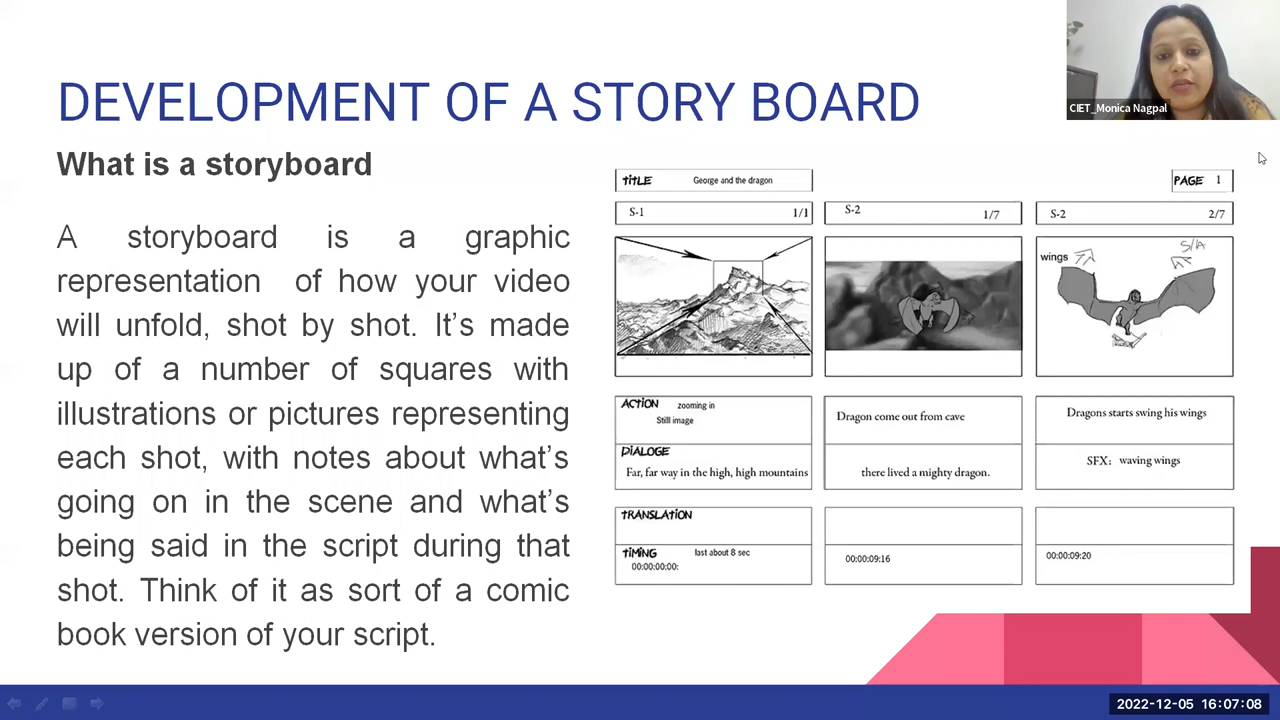 DEVELOPMENT OF A STORY BOARD
CIET_Monica Nagpal
What is a storyboard
A storyboard is a graphic
representation of how your video
will unfold, shot by shot. It’s made
up of a number of squares with
illustrations or pictures representing
each shot, with notes about what’s
going on in the scene and what’s
being said in the script during that
shot. Think of it as sort of a comic
book version of your script.
TITLE George and the dragon
PAGE 1
S-1 1/1
S-2 1/7
S-2 2/7
wings
S/A
ACTION zooming in
Still image
Dragon come out from cave
Dragons starts swing his wings
DIALOGE
Far, far way in the high, high mountains
there lived a mighty dragon.
SFX: waving wings
TRANSLATION
TIMING last about 8 sec
00:00:00:00:
00:00:09:16
00:00:09:20
2022-12-05 16:07:08